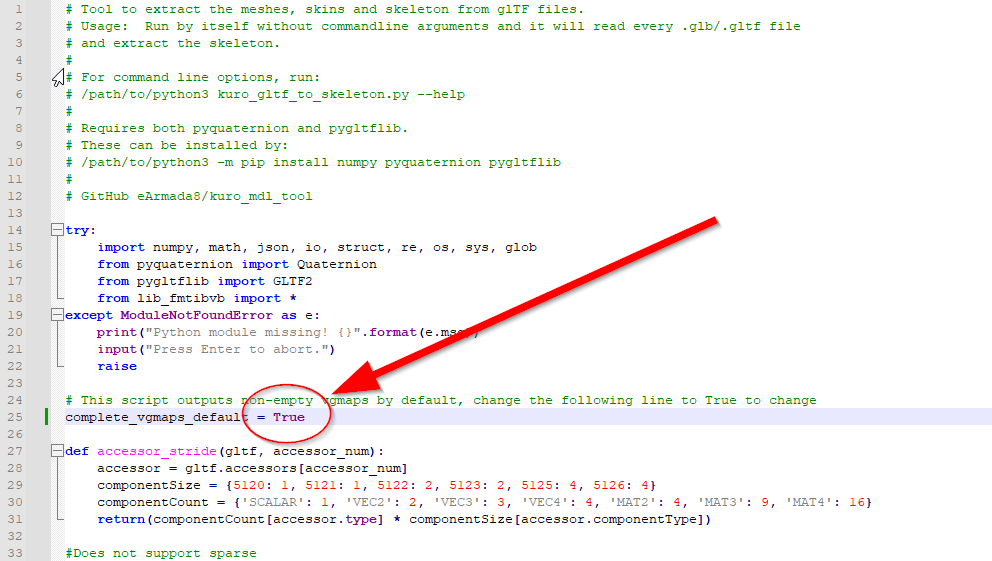 1 # Tool to extract the meshes, skins and skeleton from glTF files.
2 # Usage:  Run by itself without commandline arguments and it will read every .glb/.gltf file
3 # and extract the skeleton.
4 #
5 # For command line options, run:
6 # /path/to/python3 kuro_gltf_to_skeleton.py --help
7 #
8 # Requires both pyquaternion and pygltflib.
9 # These can be installed by:
10 # /path/to/python3 -m pip install numpy pyquaternion pygltflib
11 #
12 # GitHub eArmada8/kuro_mdl_tool
13
14 try:
15     import numpy, math, json, io, struct, re, os, sys, glob
16     from pyquaternion import Quaternion
17     from pygltflib import GLTF2
18     from lib_fmtibvb import *
19 except ModuleNotFoundError as e:
20     print("Python module missing! {}".format(e.msg)
21     input("Press Enter to abort.")
22     raise
23
24 # This script outputs non-empty vgmaps by default, change the following line to True to change
25 complete_vgmaps_default = True
26
27 def accessor_stride(gltf, accessor_num):
28     accessor = gltf.accessors[accessor_num]
29     componentSize = {5120: 1, 5121: 1, 5122: 2, 5123: 2, 5125: 4, 5126: 4}
30     componentCount = {'SCALAR': 1, 'VEC2': 2, 'VEC3': 3, 'VEC4': 4, 'MAT2': 4, 'MAT3': 9, 'MAT4': 16}
31     return(componentCount[accessor.type] * componentSize[accessor.componentType])
32
33 #Does not support sparse